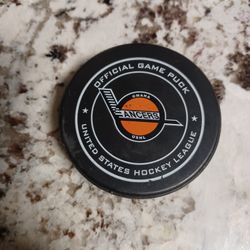 OFFICIAL GAME PUCK
OMAHA
LANCERS
USHL
UNITED STATES HOCKEY LEAGUE